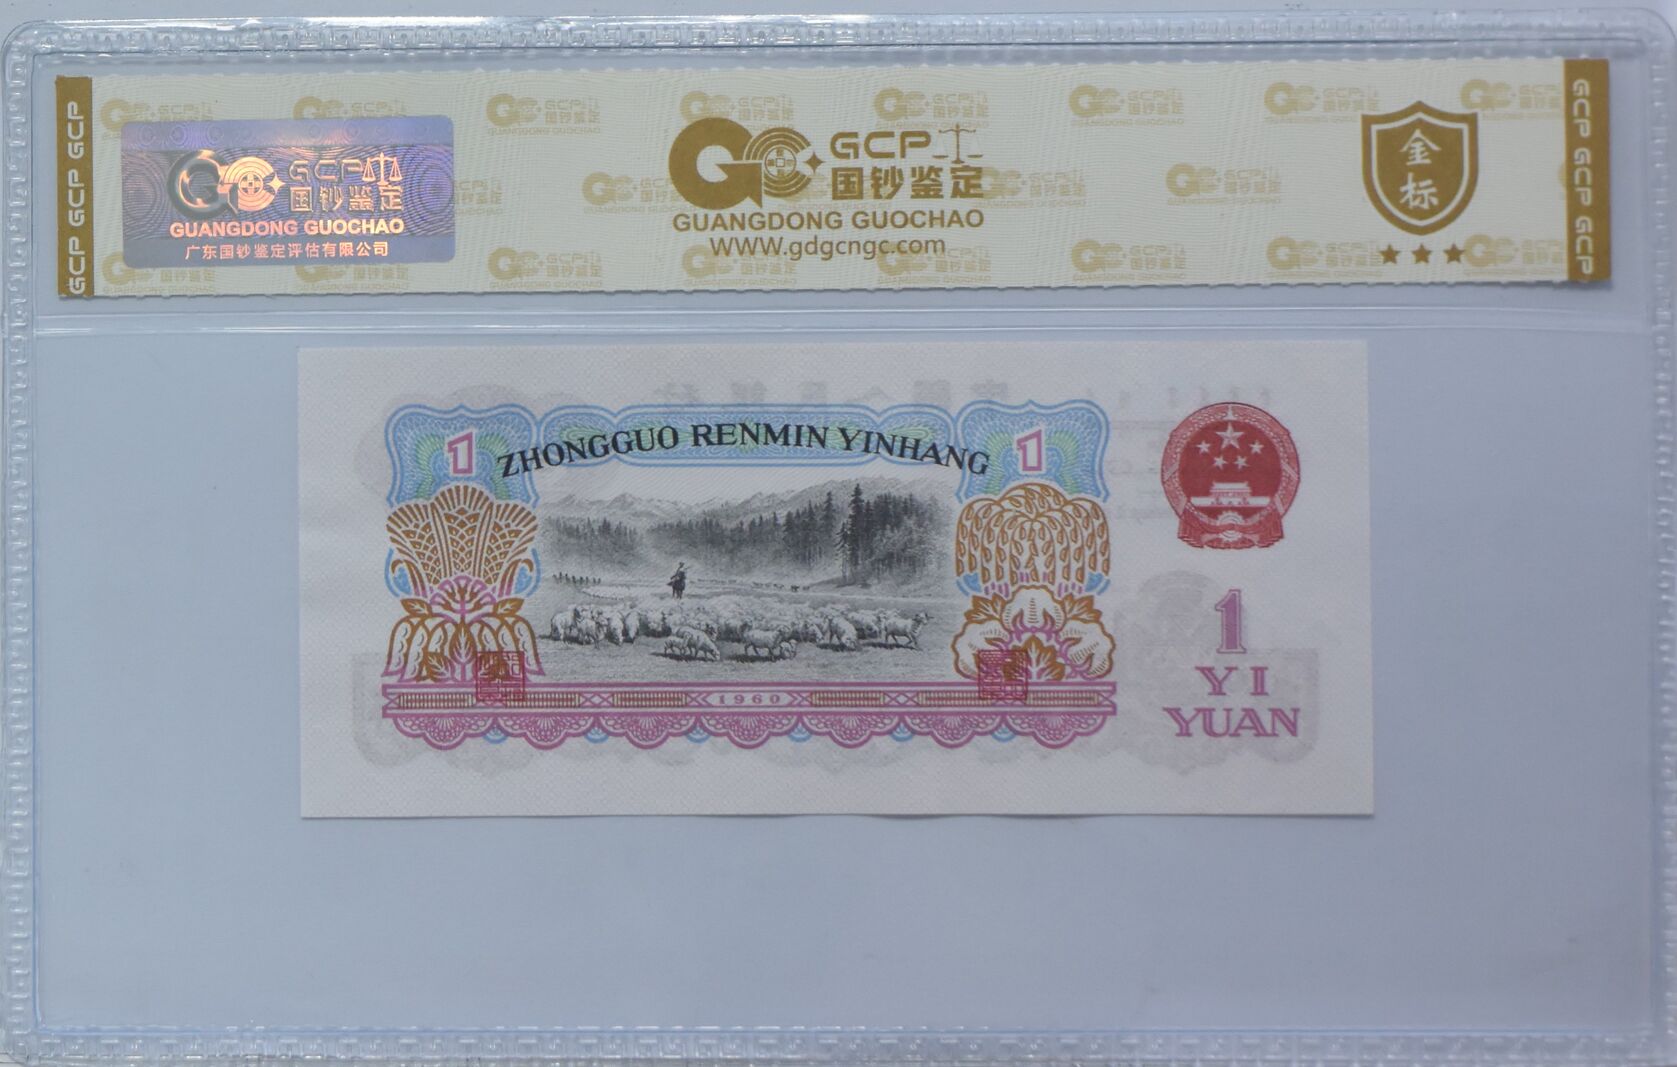 GCP GCP
GCP
国钞鉴定
GUANGDONG GUOCHAO
广东国钞鉴定评估有限公司
GCP
国钞鉴定
GUANGDONG GUOCHAO
WWW.gdgcngc.com
金
标
GCP GCP GCP
1
ZHONGGUO RENMIN YINHANG
1
1960
1
YI
YUAN